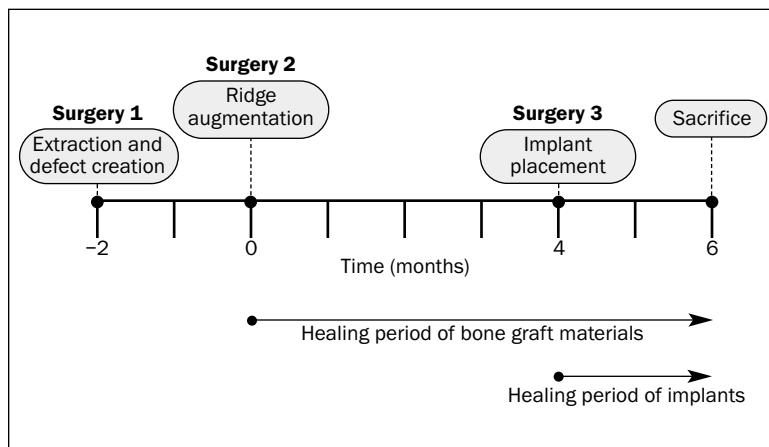 Surgery 2
Ridge
augmentation
Surgery 1
Extraction and
defect creation
Surgery 3
Implant
placement
Sacrifice
−2
0
4
6
Time (months)
Healing period of bone graft materials
Healing period of implants